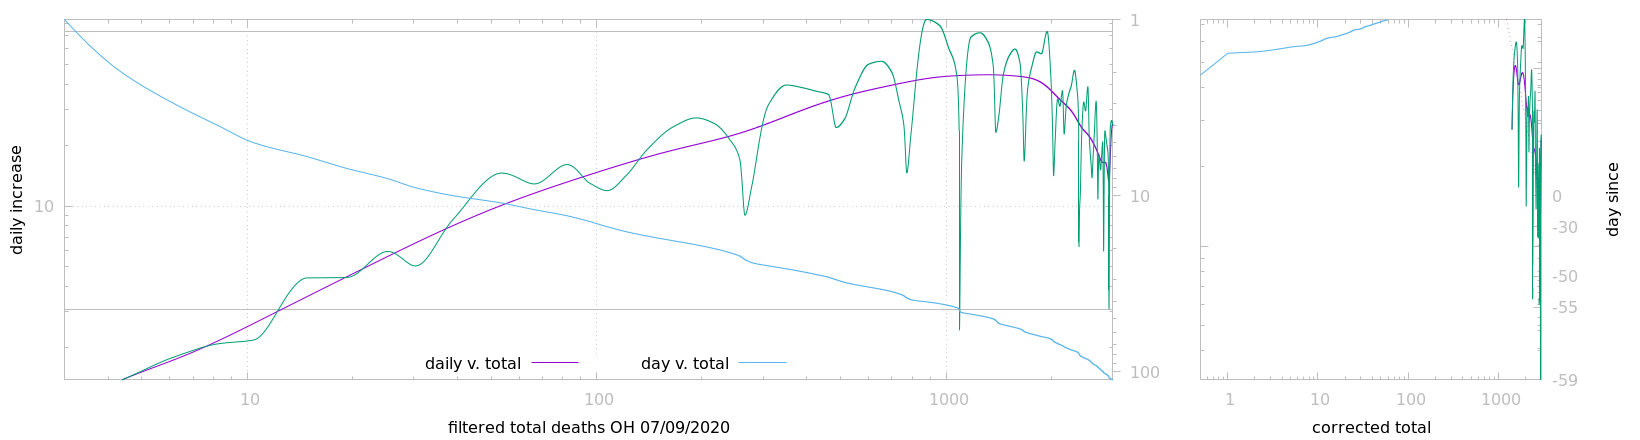 daily increase
10
daily v. total
day v. total
10
100
1000
filtered total deaths OH 07/09/2020
1
10
100
1
10
100
1000
corrected total
0
-30
-50
-55
-59
day since